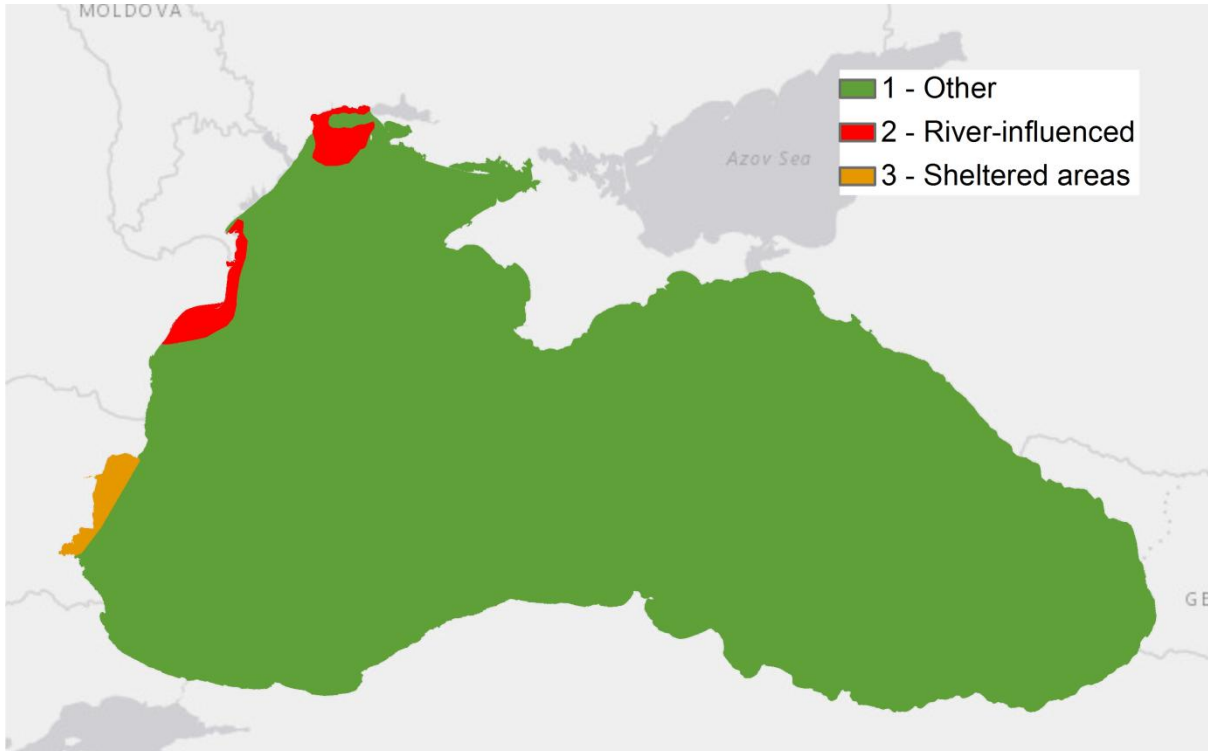 MOLDOVA
1 - Other
2 - River-influenced
Azov Sea
3 - Sheltered areas
GE